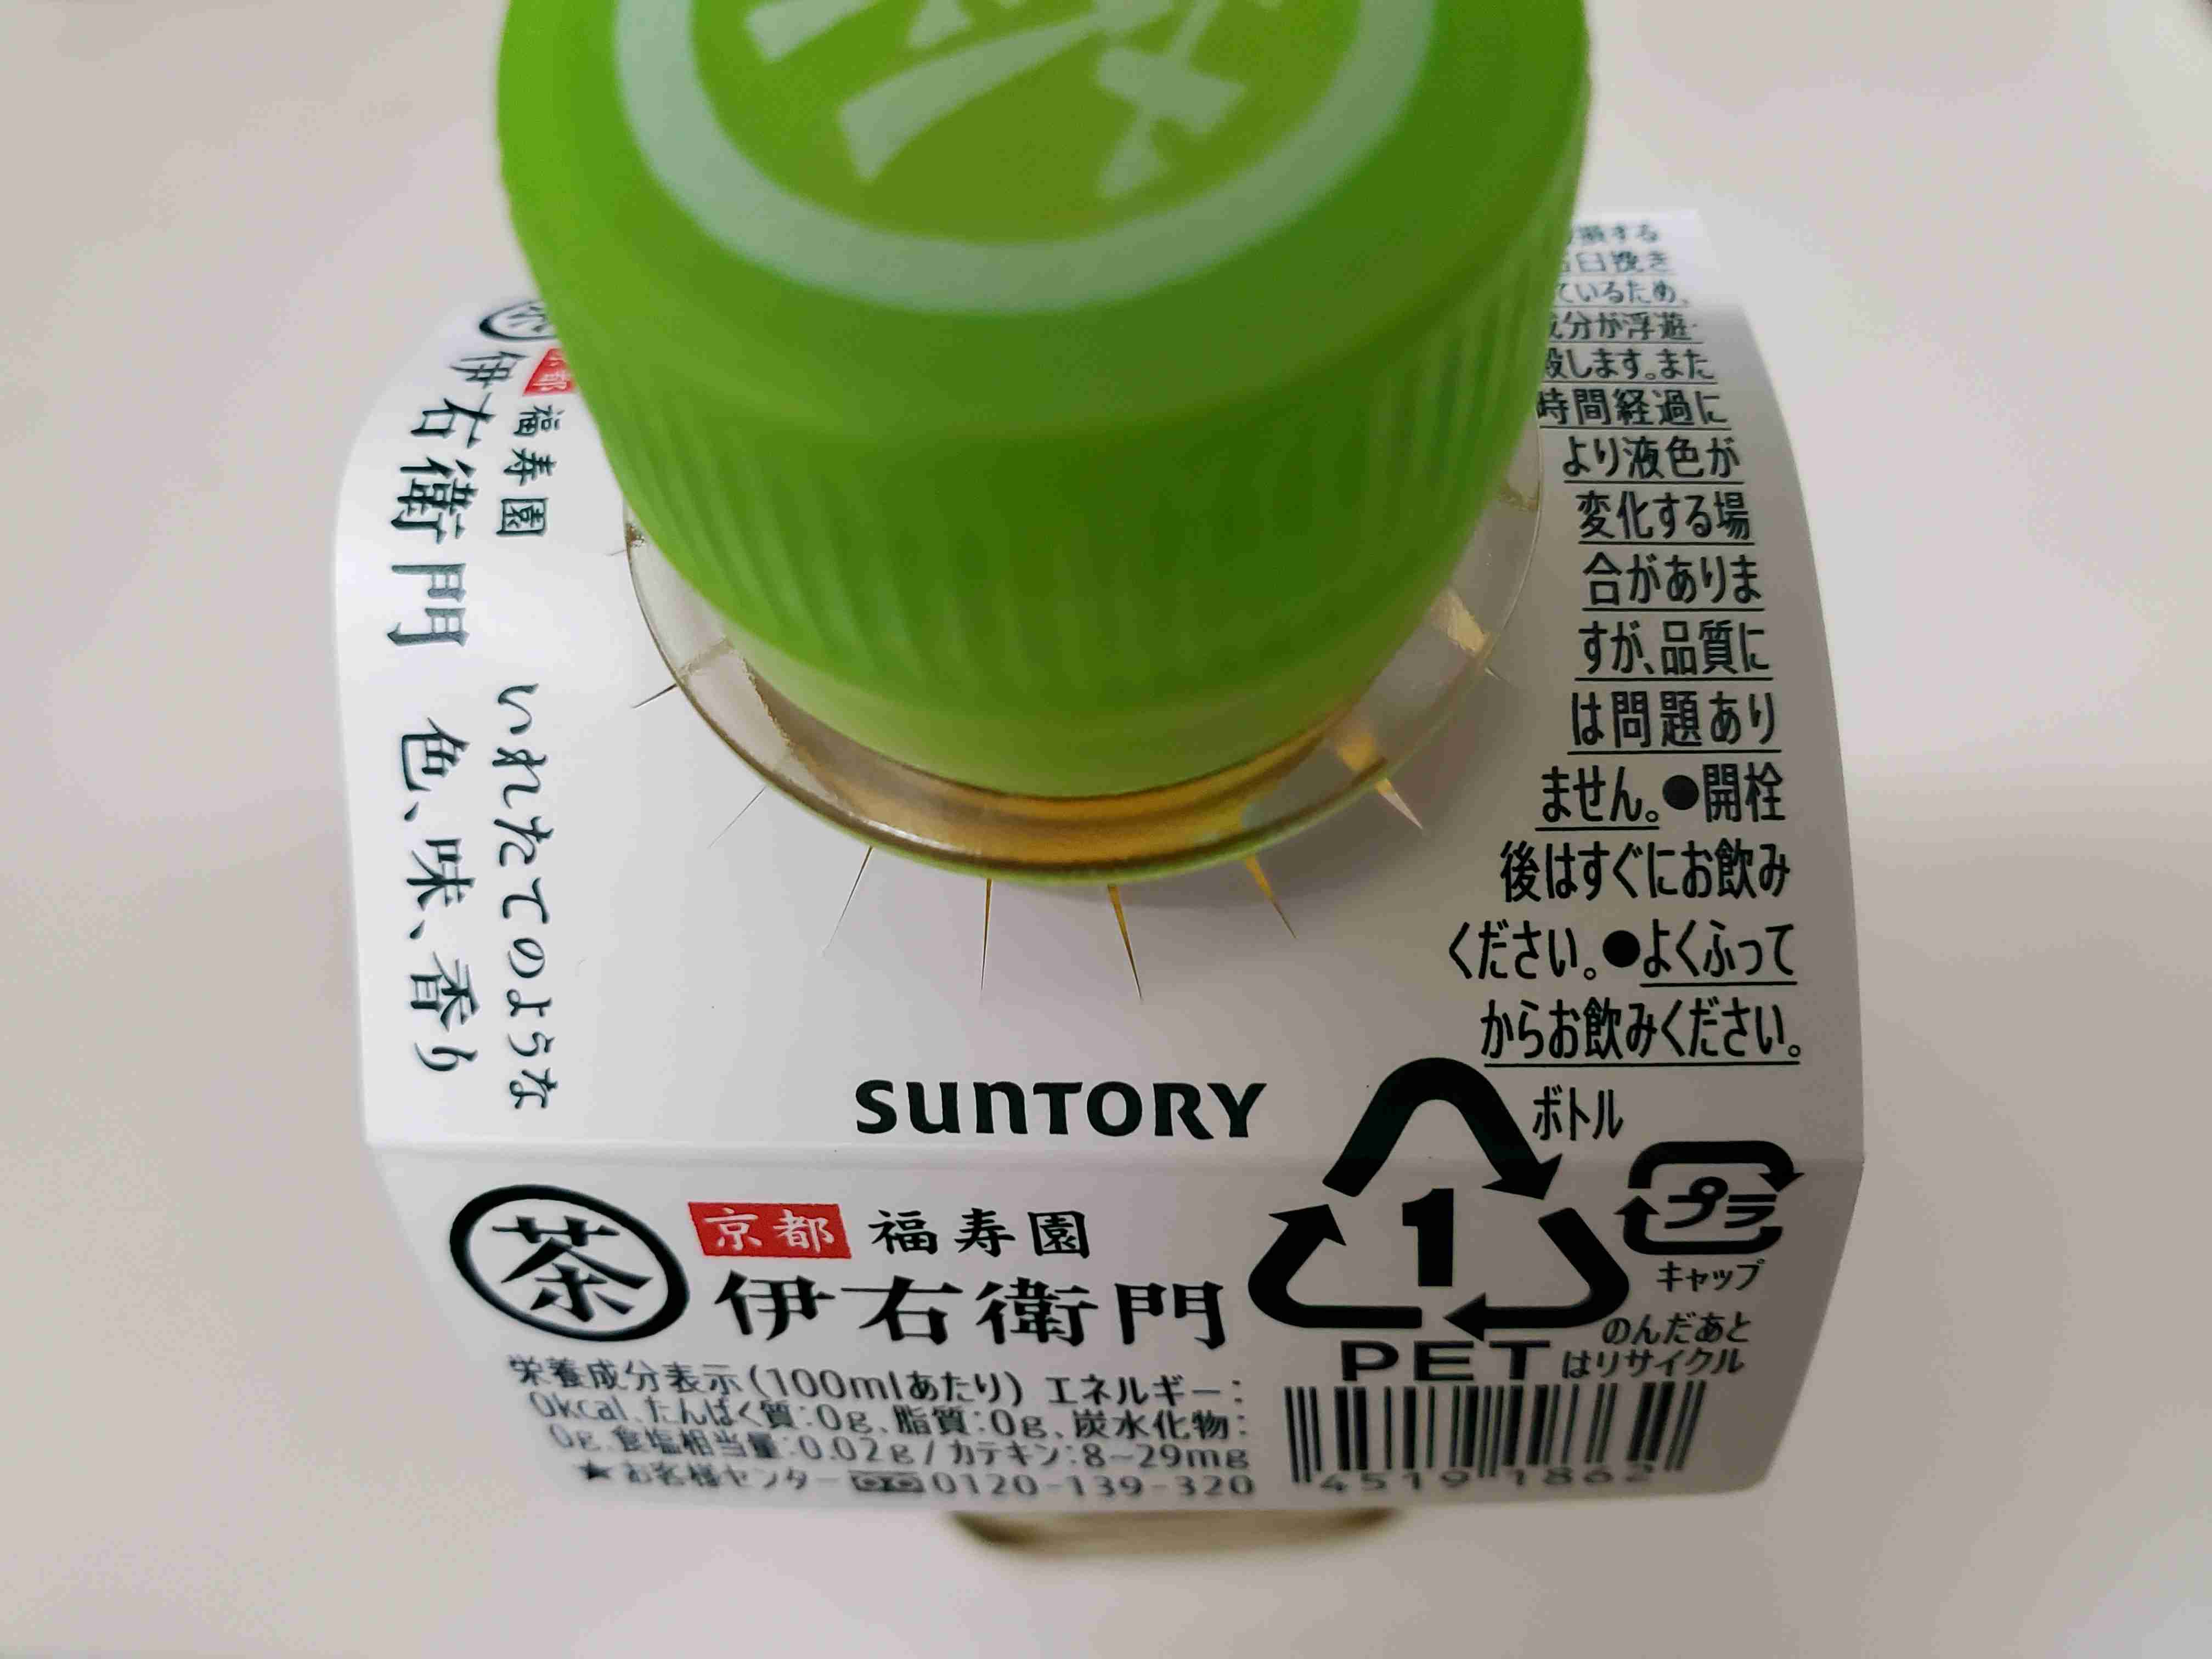 茶
京都
福寿園
伊右衛門
いれたてのような
色、味、香り
ているため、
成分が浮遊・
します。また
時間経過に
より液色が
変化する場
合がありま
すが、品質に
は問題あり
ません。●開栓
後はすぐにお飲み
ください。●よくふって
からお飲みください。
SUNTORY
ボトル
1
PET
プラ
キャップ
のんだあと
はリサイクル
茶
京都 福寿園
伊右衛門
栄養成分表示(100mlあたり) エネルギー:
0kcal、たんぱく質:0g、脂質:0g、炭水化物:
0g、食塩相当量:0.02g/カテキン:8~29mg
★お客様センター 0120-139-320
4519 1862